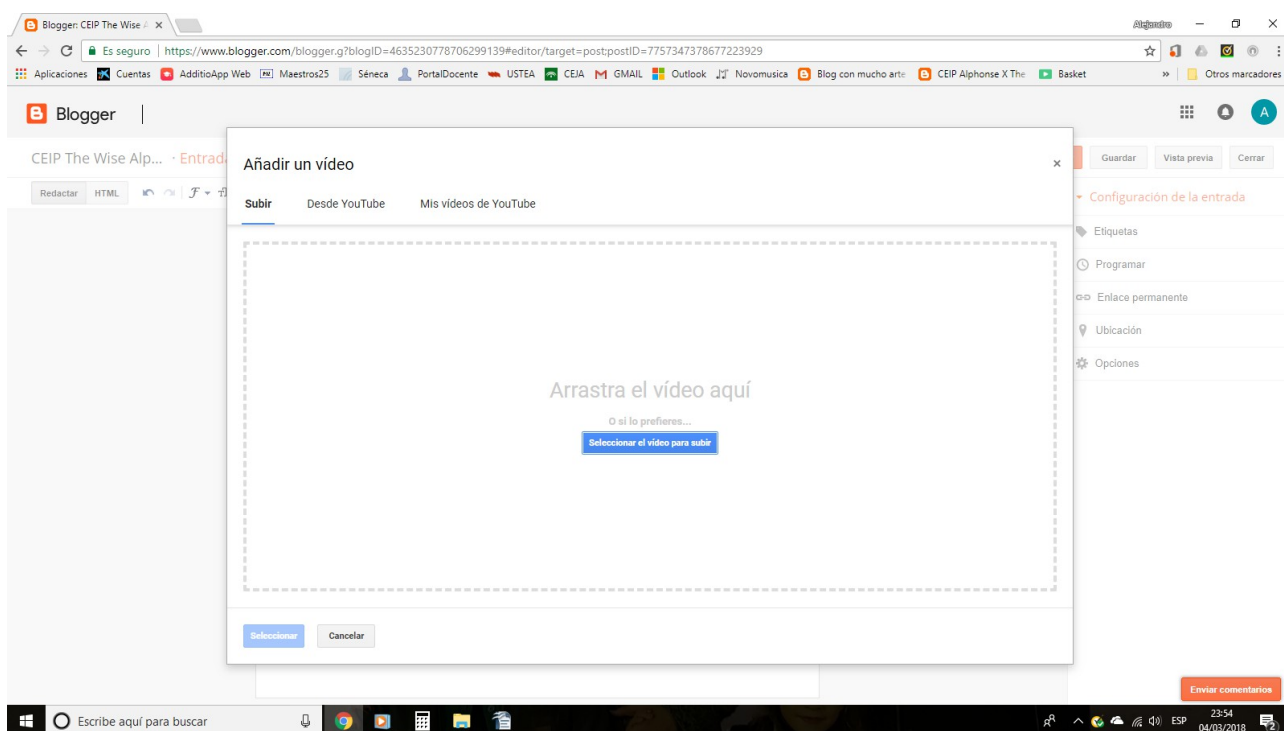 Blogger: CEIP The Wise A
Alejandro
Es seguro | https://www.blogger.com/blogger.g?blogID=4635230778706299139#editor/target=post;postID=7757347378677223929
Aplicaciones Cuentas AdditioApp Web Maestros25 Séneca PortalDocente USTEA CEJA GMAIL Outlook Novomusica Blog con mucho arte CEIP Alphonse X The Basket » Otros marcadores
Blogger A
CEIP The Wise Alp... · Entrad
Guardar Vista previa Cerrar
Redactar HTML
Añadir un vídeo
Subir Desde YouTube Mis vídeos de YouTube
Arrastra el vídeo aquí
O si lo prefieres...
Seleccionar el vídeo para subir
Seleccionar Cancelar
Configuración de la entrada
Etiquetas
Programar
Enlace permanente
Ubicación
Opciones
Enviar comentarios
Escribe aquí para buscar
ESP
23:54
04/03/2018
2